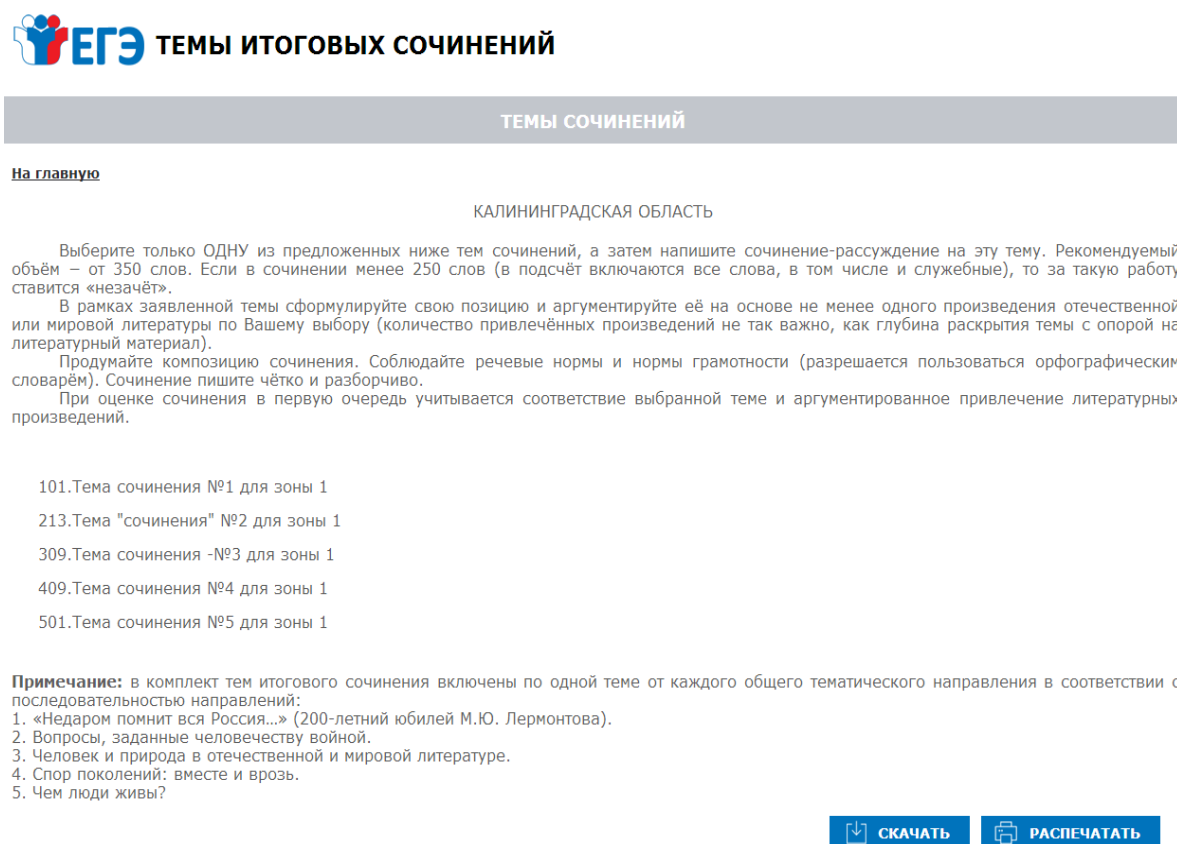 ЕГЭ ТЕМЫ ИТОГОВЫХ СОЧИНЕНИЙ
ТЕМЫ СОЧИНЕНИЙ
На главную
КАЛИНИНГРАДСКАЯ ОБЛАСТЬ
Выберите только ОДНУ из предложенных ниже тем сочинений, а затем напишите сочинение-рассуждение на эту тему. Рекомендуемый
объём – от 350 слов. Если в сочинении менее 250 слов (в подсчёт включаются все слова, в том числе и служебные), то за такую работу
ставится «незачёт».
В рамках заявленной темы сформулируйте свою позицию и аргументируйте её на основе не менее одного произведения отечественной
или мировой литературы по Вашему выбору (количество привлечённых произведений не так важно, как глубина раскрытия темы с опорой на
литературный материал).
Продумайте композицию сочинения. Соблюдайте речевые нормы и нормы грамотности (разрешается пользоваться орфографическим
словарём). Сочинение пишите чётко и разборчиво.
При оценке сочинения в первую очередь учитывается соответствие выбранной теме и аргументированное привлечение литературных
произведений.
101.Тема сочинения №1 для зоны 1
213.Тема "сочинения" №2 для зоны 1
309.Тема сочинения -№3 для зоны 1
409.Тема сочинения №4 для зоны 1
501.Тема сочинения №5 для зоны 1
Примечание: в комплект тем итогового сочинения включены по одной теме от каждого общего тематического направления в соответствии с
последовательностью направлений:
1. «Недаром помнит вся Россия…» (200-летний юбилей М.Ю. Лермонтова).
2. Вопросы, заданные человечеству войной.
3. Человек и природа в отечественной и мировой литературе.
4. Спор поколений: вместе и врозь.
5. Чем люди живы?
СКАЧАТЬ РАСПЕЧАТАТЬ